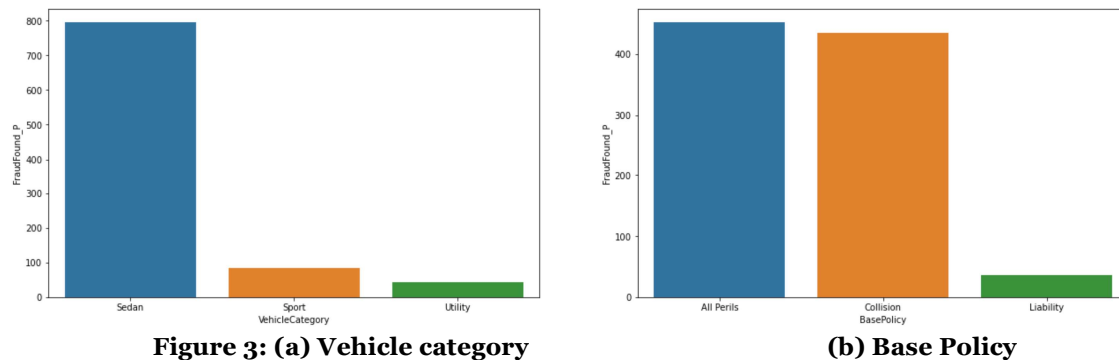 800
700
600
500
400
300
200
100
0
FraudFound_P
Sedan Sport Utility
VehicleCategory
400
300
200
100
0
FraudFound_P
All Perils Collision Liability
BasePolicy
Figure 3: (a) Vehicle category (b) Base Policy